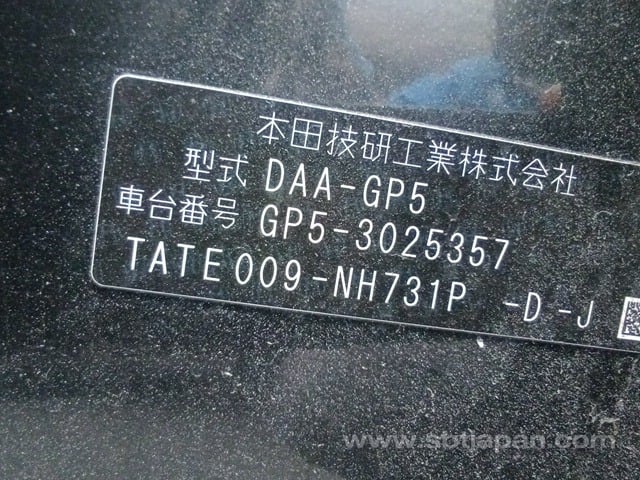 本田技研工業株式会社
型式 DAA-GP5
車台番号 GP5-3025357
TATE009-NH731P -D-J
www.sbtjapan.com